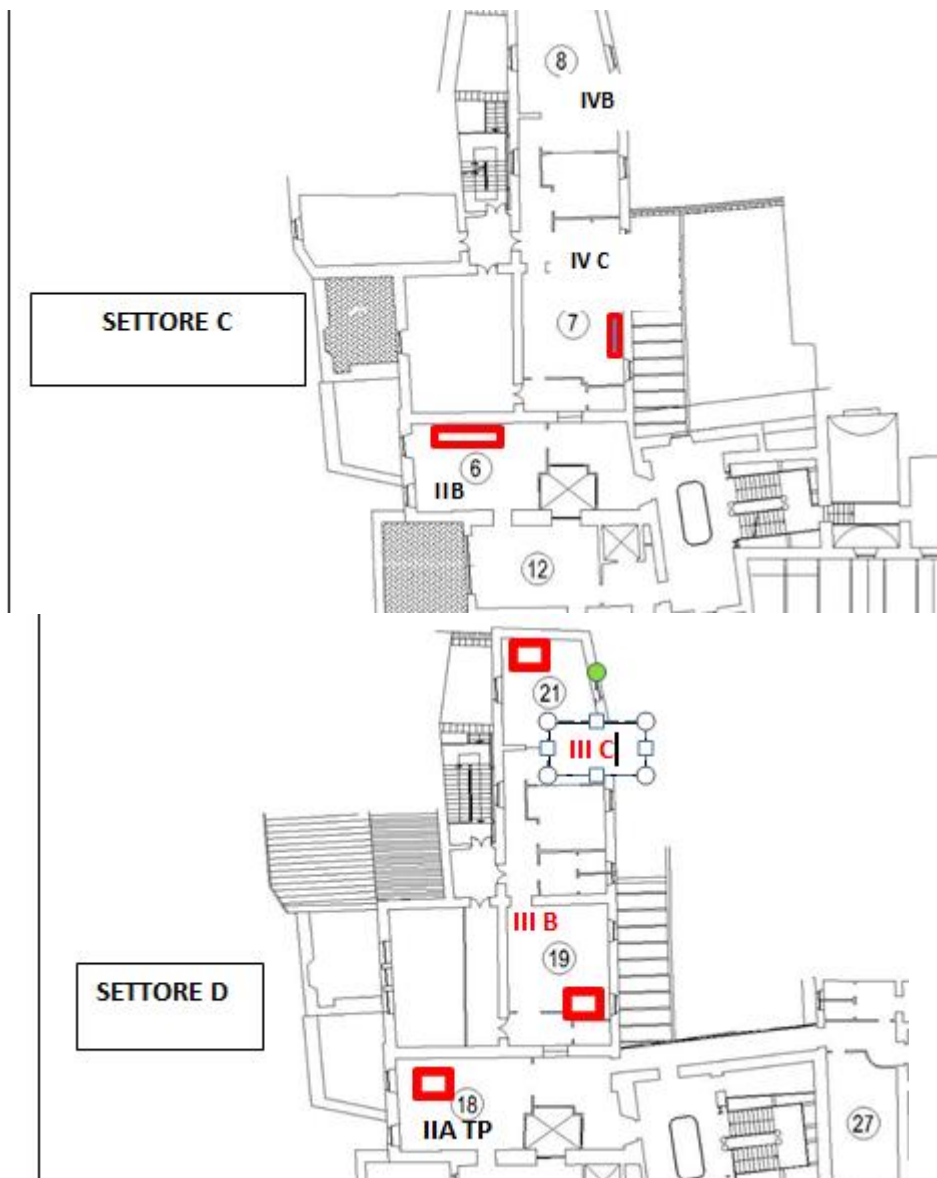 8
IVB
IV C
SETTORE C
7
6
IIB
12
21
III C
III B
19
SETTORE D
18
IIA TP
27